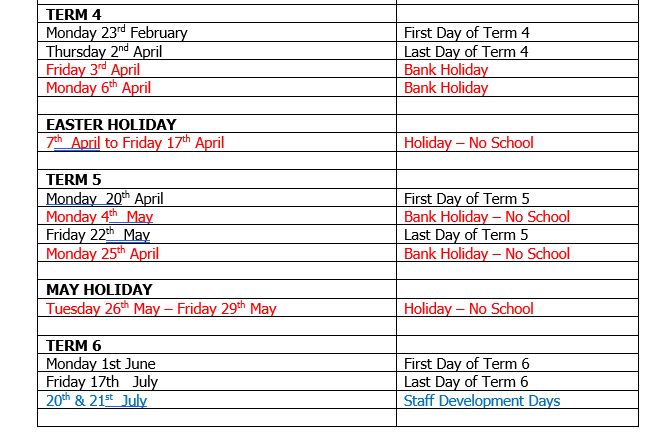 TERM 4
Monday 23rd February First Day of Term 4
Thursday 2nd April Last Day of Term 4
Friday 3rd April Bank Holiday
Monday 6th April Bank Holiday
EASTER HOLIDAY
7th April to Friday 17th April Holiday – No School
TERM 5
Monday 20th April First Day of Term 5
Monday 4th May Bank Holiday – No School
Friday 22th May Last Day of Term 5
Monday 25th April Bank Holiday – No School
MAY HOLIDAY
Tuesday 26th May – Friday 29th May Holiday – No School
TERM 6
Monday 1st June First Day of Term 6
Friday 17th July Last Day of Term 6
20th & 21st July Staff Development Days